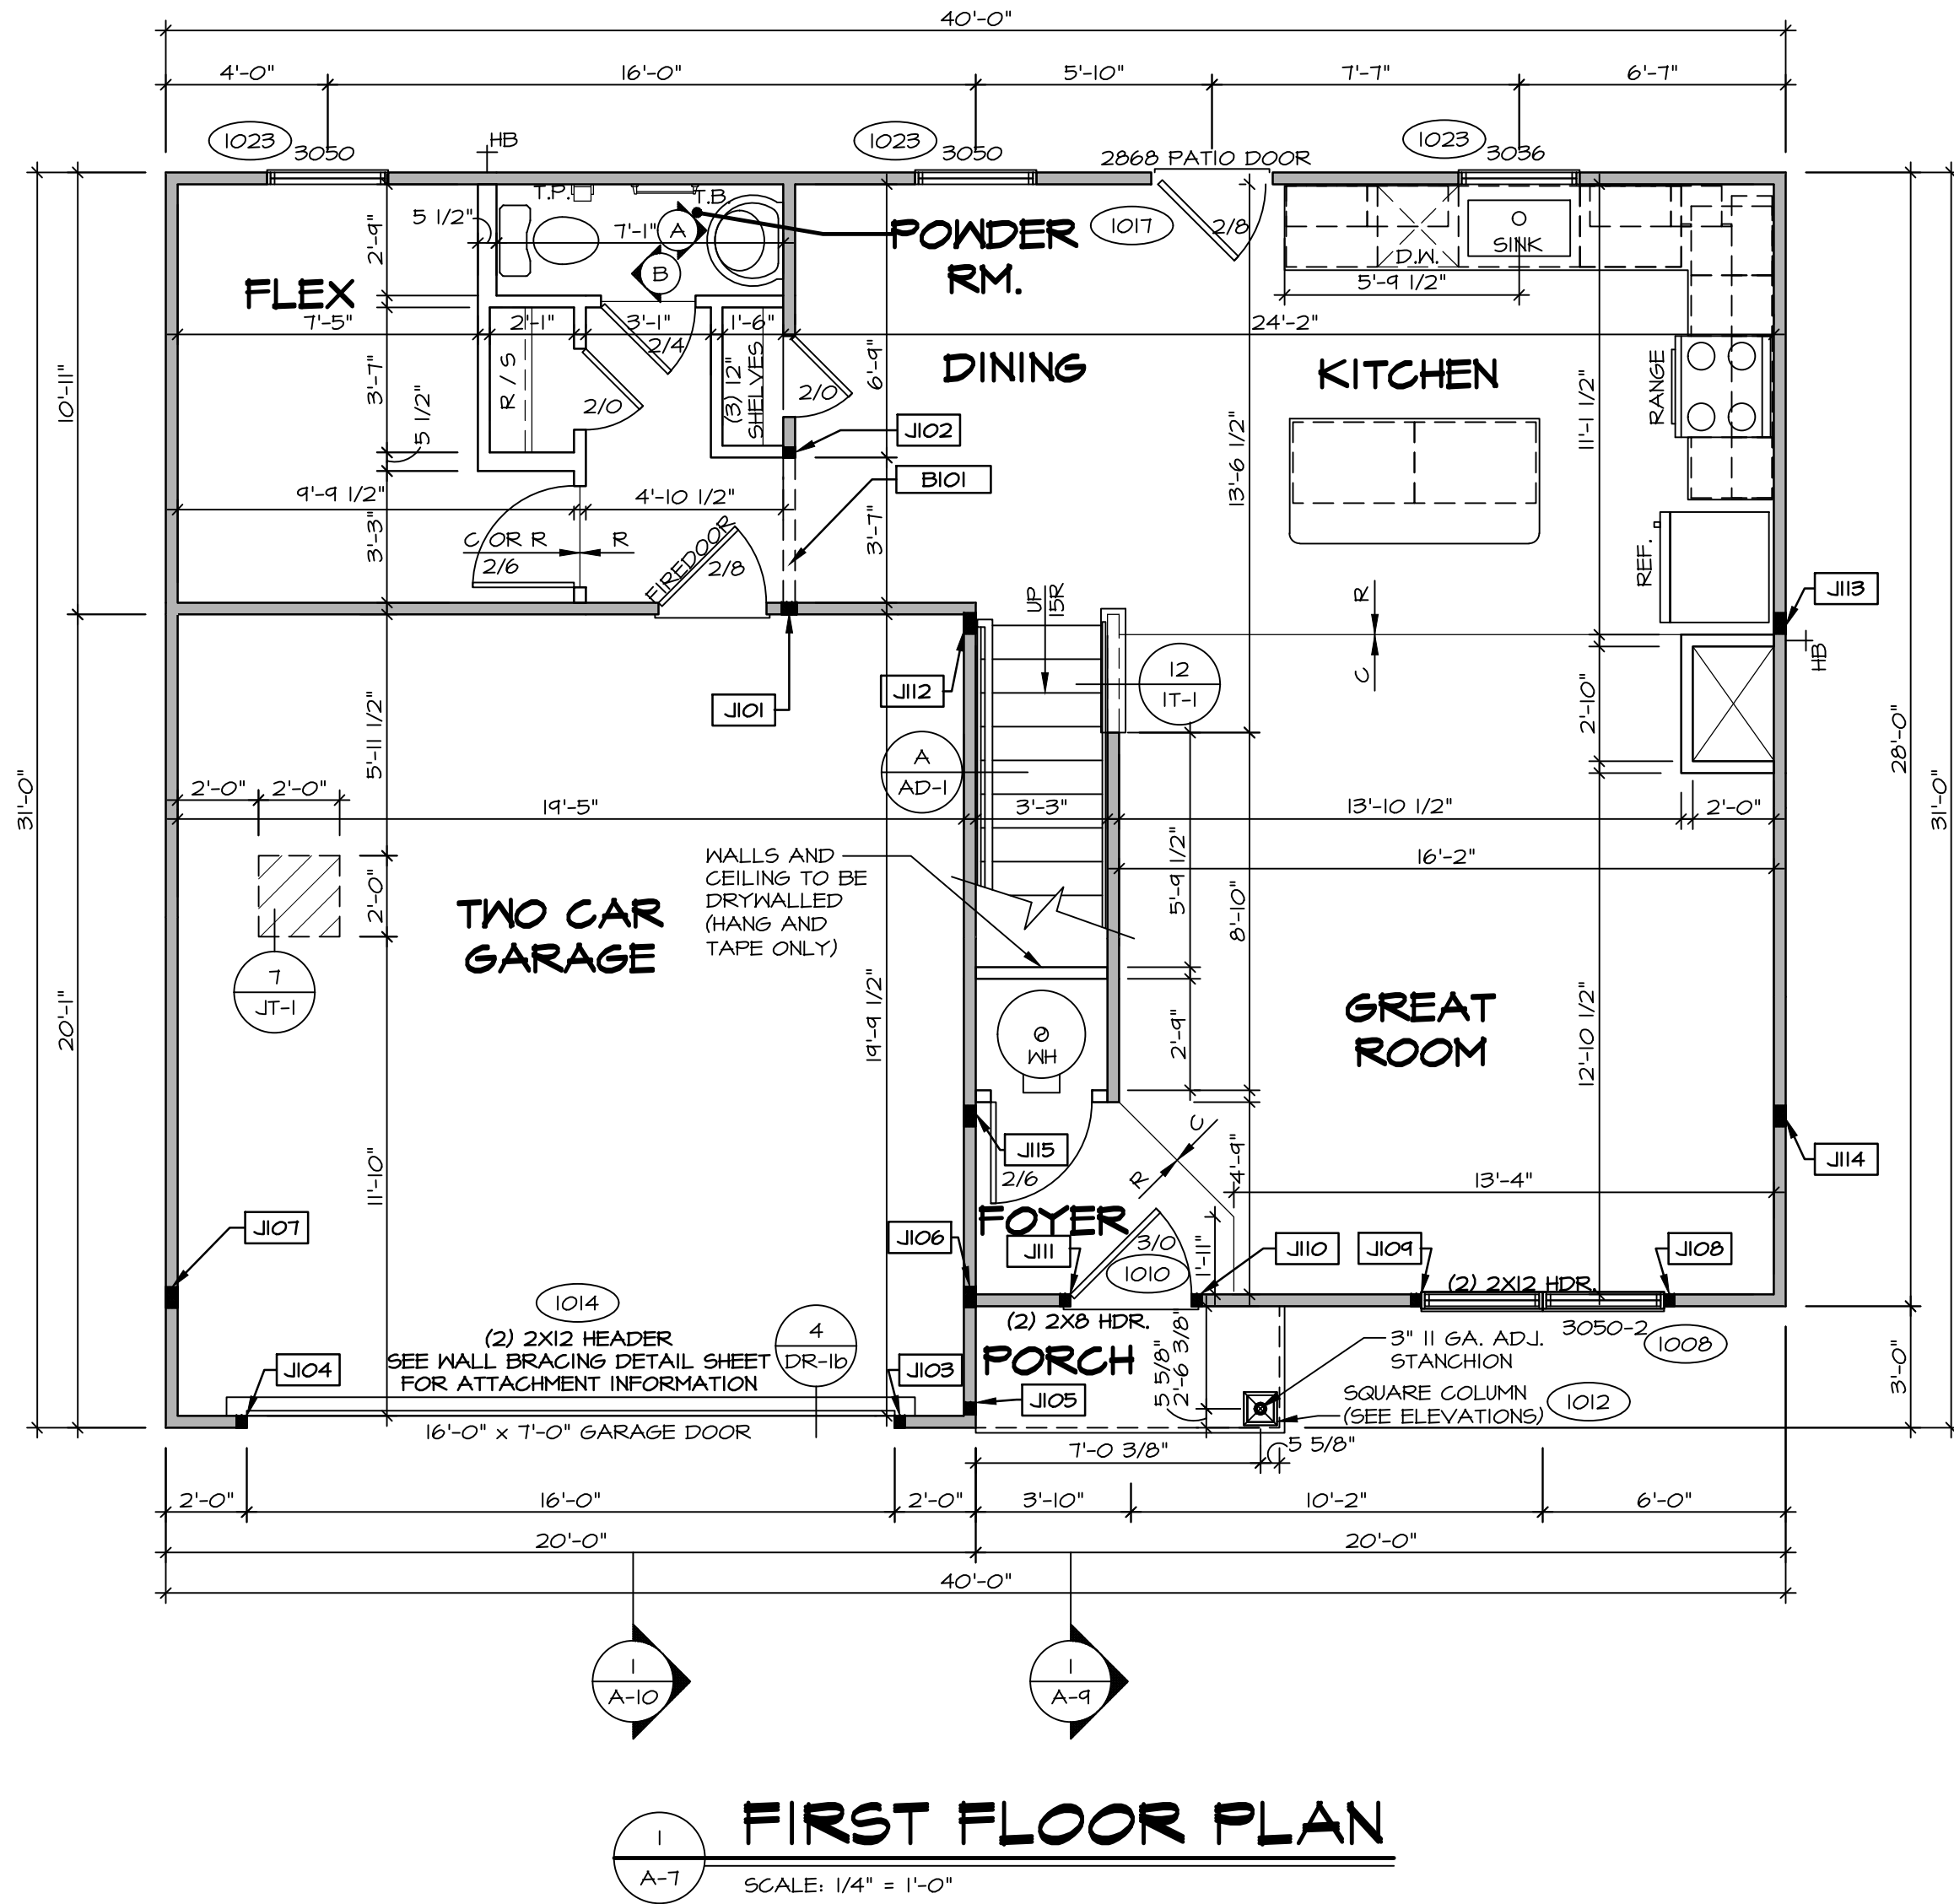 40'-0"
4'-0"
16'-0"
5'-10"
7'-7"
6'-7"
1023
3050
HB
1023
3050
2868 PATIO DOOR
1023
3036
T.P.
T.B.
5 1/2"
7'-1"
A
B
POWDER
RM.
1017
2/8
D.W.
SINK
5'-9 1/2"
2'-9"
FLEX
7'-5"
2'-1"
3'-1"
1'-6"
24'-2"
2/4
R / S
2/0
(3) 12"
SHELVES
2/0
6'-9"
DINING
KITCHEN
RANGE
10'-11"
3'-7"
5 1/2"
J102
B101
13'-6 1/2"
11'-1 1/2"
9'-9 1/2"
4'-10 1/2"
3'-3"
C OR R
R
2/6
FIREDOOR
2/8
3'-7"
REF.
J113
HB
UP
15R
R
C
12
1T-1
J101
J112
A
AD-1
5'-11 1/2"
2'-10"
28'-0"
31'-0"
31'-0"
2'-0"
2'-0"
19'-5"
3'-3"
13'-10 1/2"
2'-0"
16'-2"
2'-0"
7
JT-1
TWO CAR
GARAGE
WALLS AND
CEILING TO BE
DRYWALLED
(HANG AND
TAPE ONLY)
5'-9 1/2"
8'-10"
20'-1"
19'-9 1/2"
WH
2'-9"
GREAT
ROOM
12'-10 1/2"
11'-10"
J115
2/6
C
R
4'-9"
13'-4"
J114
J107
J106
FOYER
J111
3/0
1010
1'-11"
J110
J109
J108
1014
(2) 2X12 HEADER
SEE WALL BRACING DETAIL SHEET
FOR ATTACHMENT INFORMATION
4
DR-1b
(2) 2X8 HDR.
(2) 2X12 HDR.
3050-2
1008
J104
J103
J105
PORCH
5 5/8"
2'-6 3/8"
3" 11 GA. ADJ.
STANCHION
SQUARE COLUMN
(SEE ELEVATIONS)
1012
3'-0"
16'-0" x 7'-0" GARAGE DOOR
7'-0 3/8"
5 5/8"
2'-0"
16'-0"
2'-0"
3'-10"
10'-2"
6'-0"
20'-0"
20'-0"
40'-0"
1
A-10
1
A-9
1
A-7
FIRST FLOOR PLAN
SCALE: 1/4" = 1'-0"